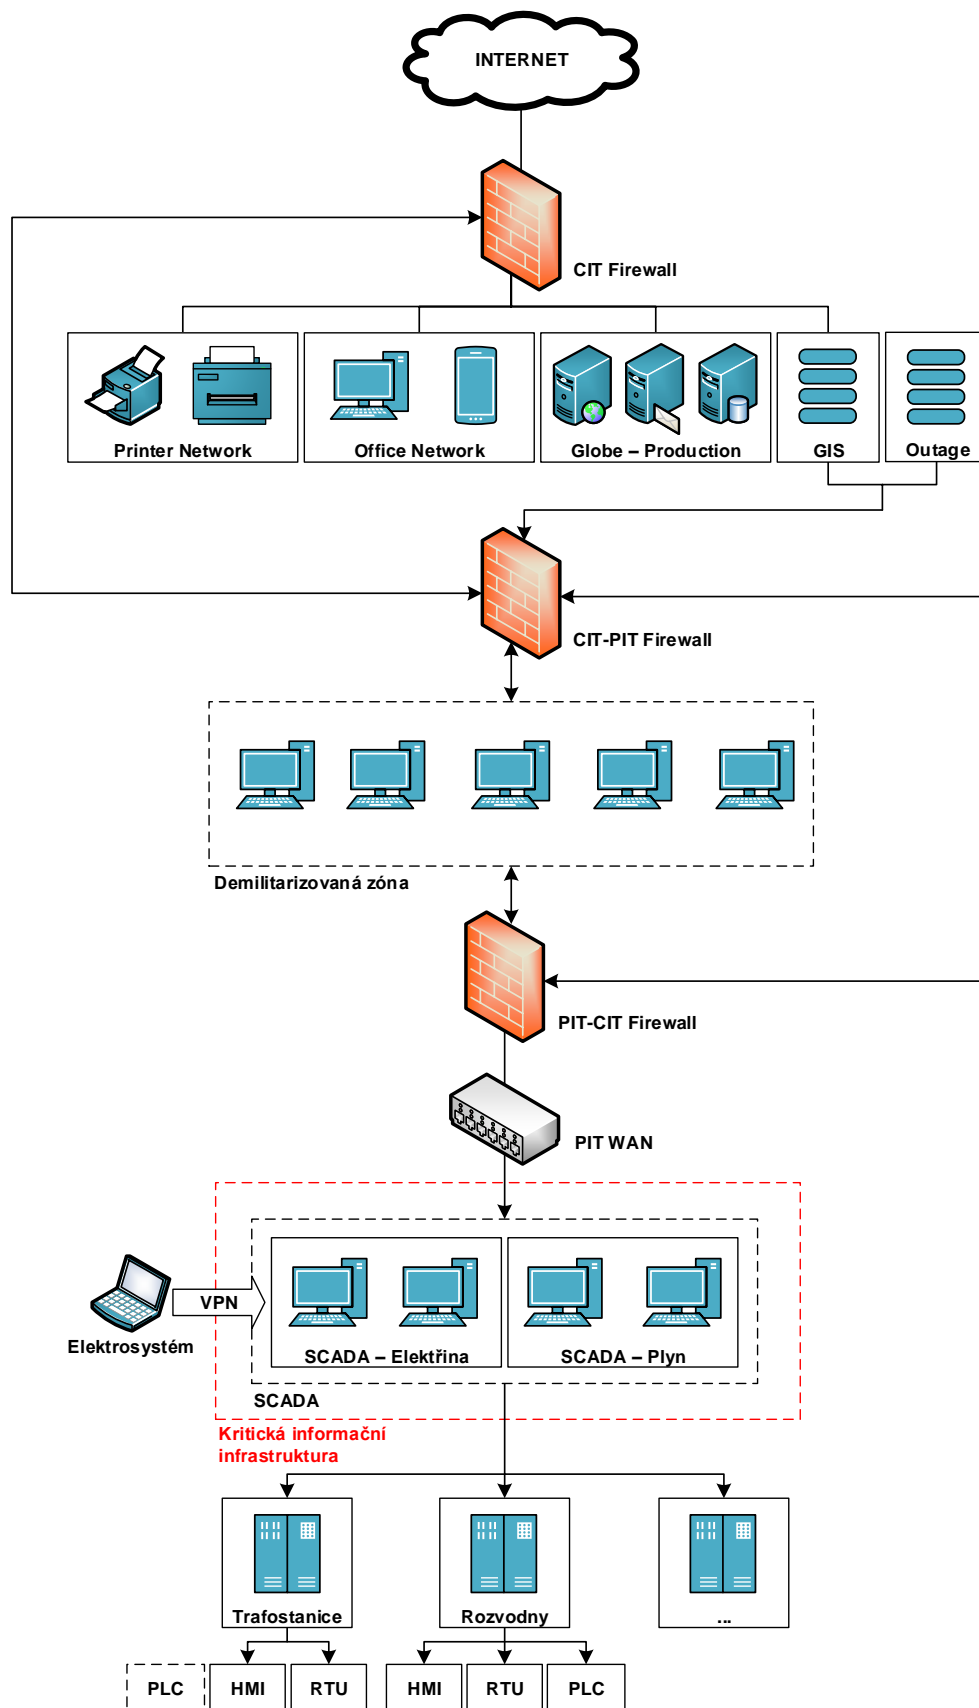 INTERNET
CIT Firewall
Printer Network
Office Network
Globe – Production
GIS
Outage
CIT-PIT Firewall
Demilitarizovaná zóna
PIT-CIT Firewall
PIT WAN
VPN
Elektrosystém
SCADA – Elektřina
SCADA – Plyn
SCADA
Kritická informační
infrastruktura
Trafostanice
Rozvodny
...
PLC
HMI
RTU
HMI
RTU
PLC